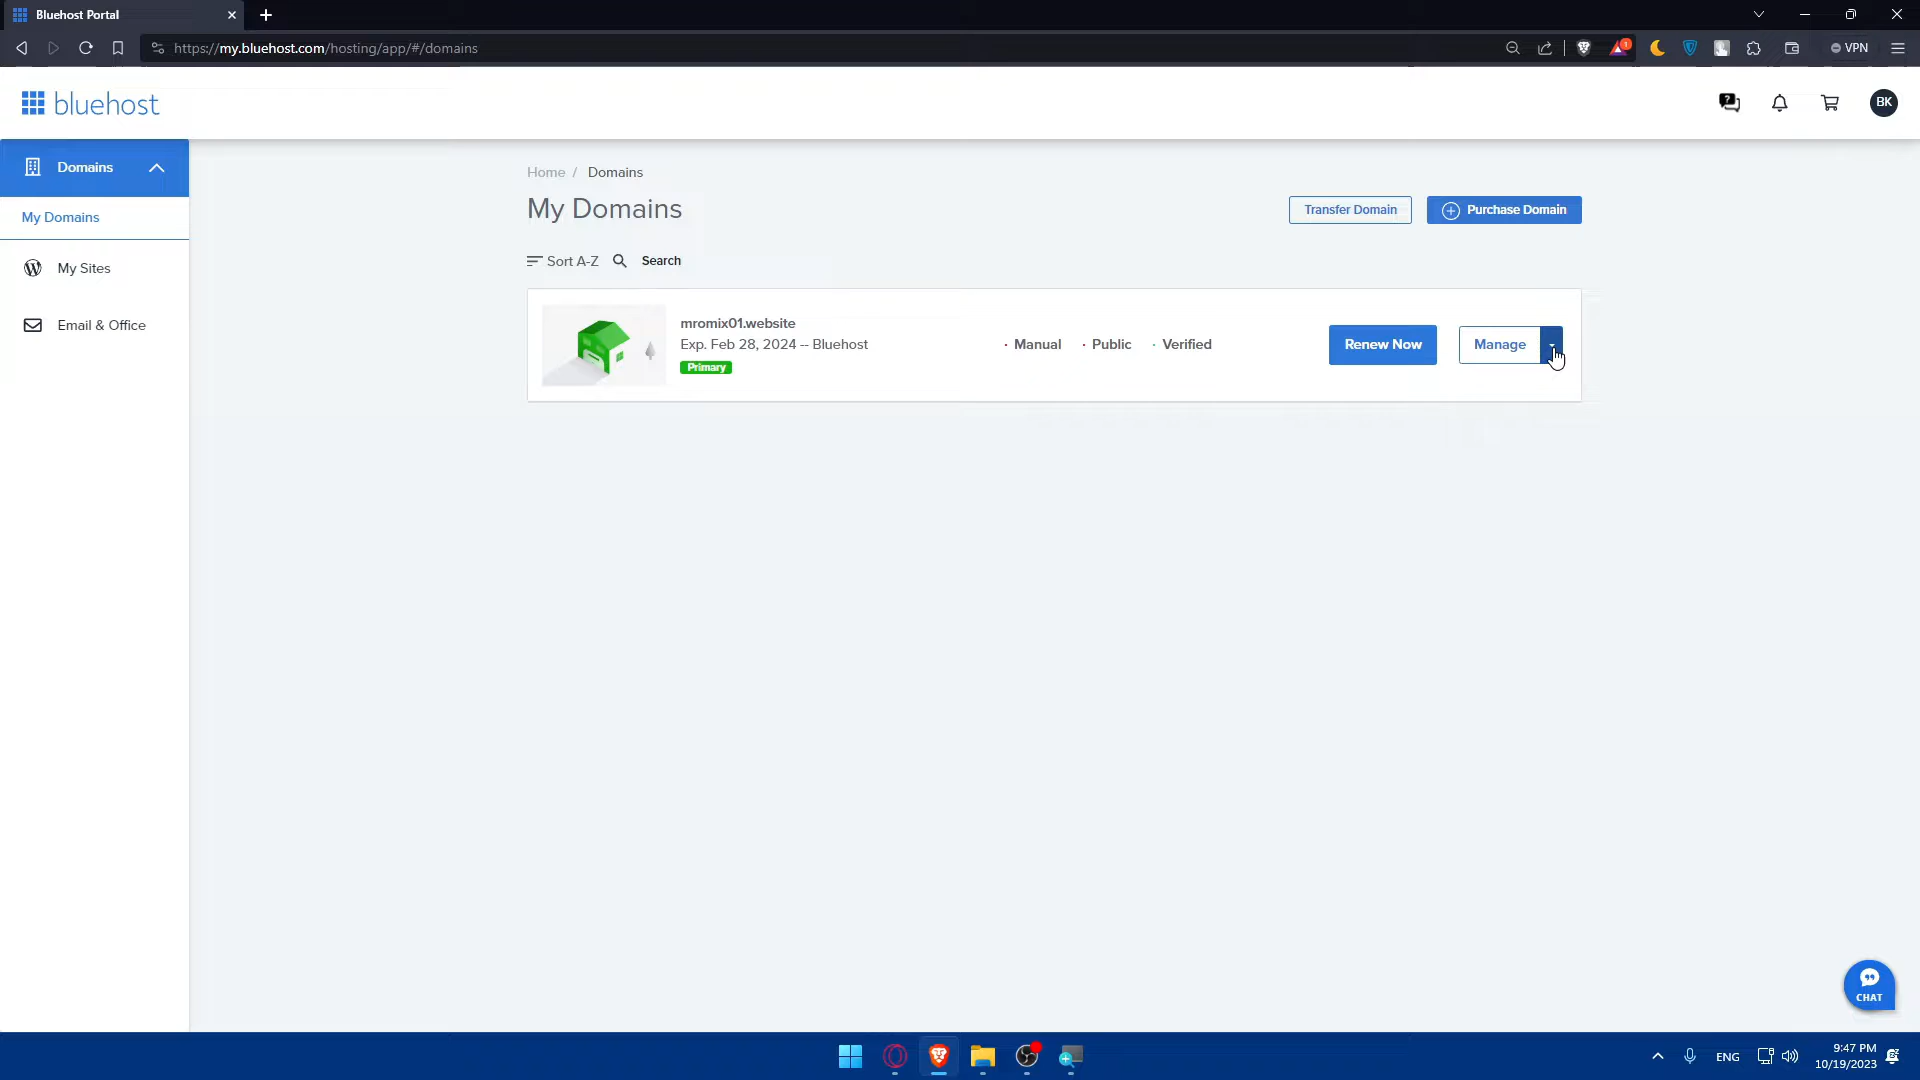 Bluehost Portal
https://my.bluehost.com/hosting/app/#/domains
1
VPN
bluehost
BK
Domains
My Domains
My Sites
Email & Office
Home / Domains
My Domains
Transfer Domain
Purchase Domain
Sort A-Z
Search
mromix01.website
Exp. Feb 28, 2024 -- Bluehost
Primary
Manual
Public
Verified
Renew Now
Manage
CHAT
ENG
9:47 PM
10/19/2023